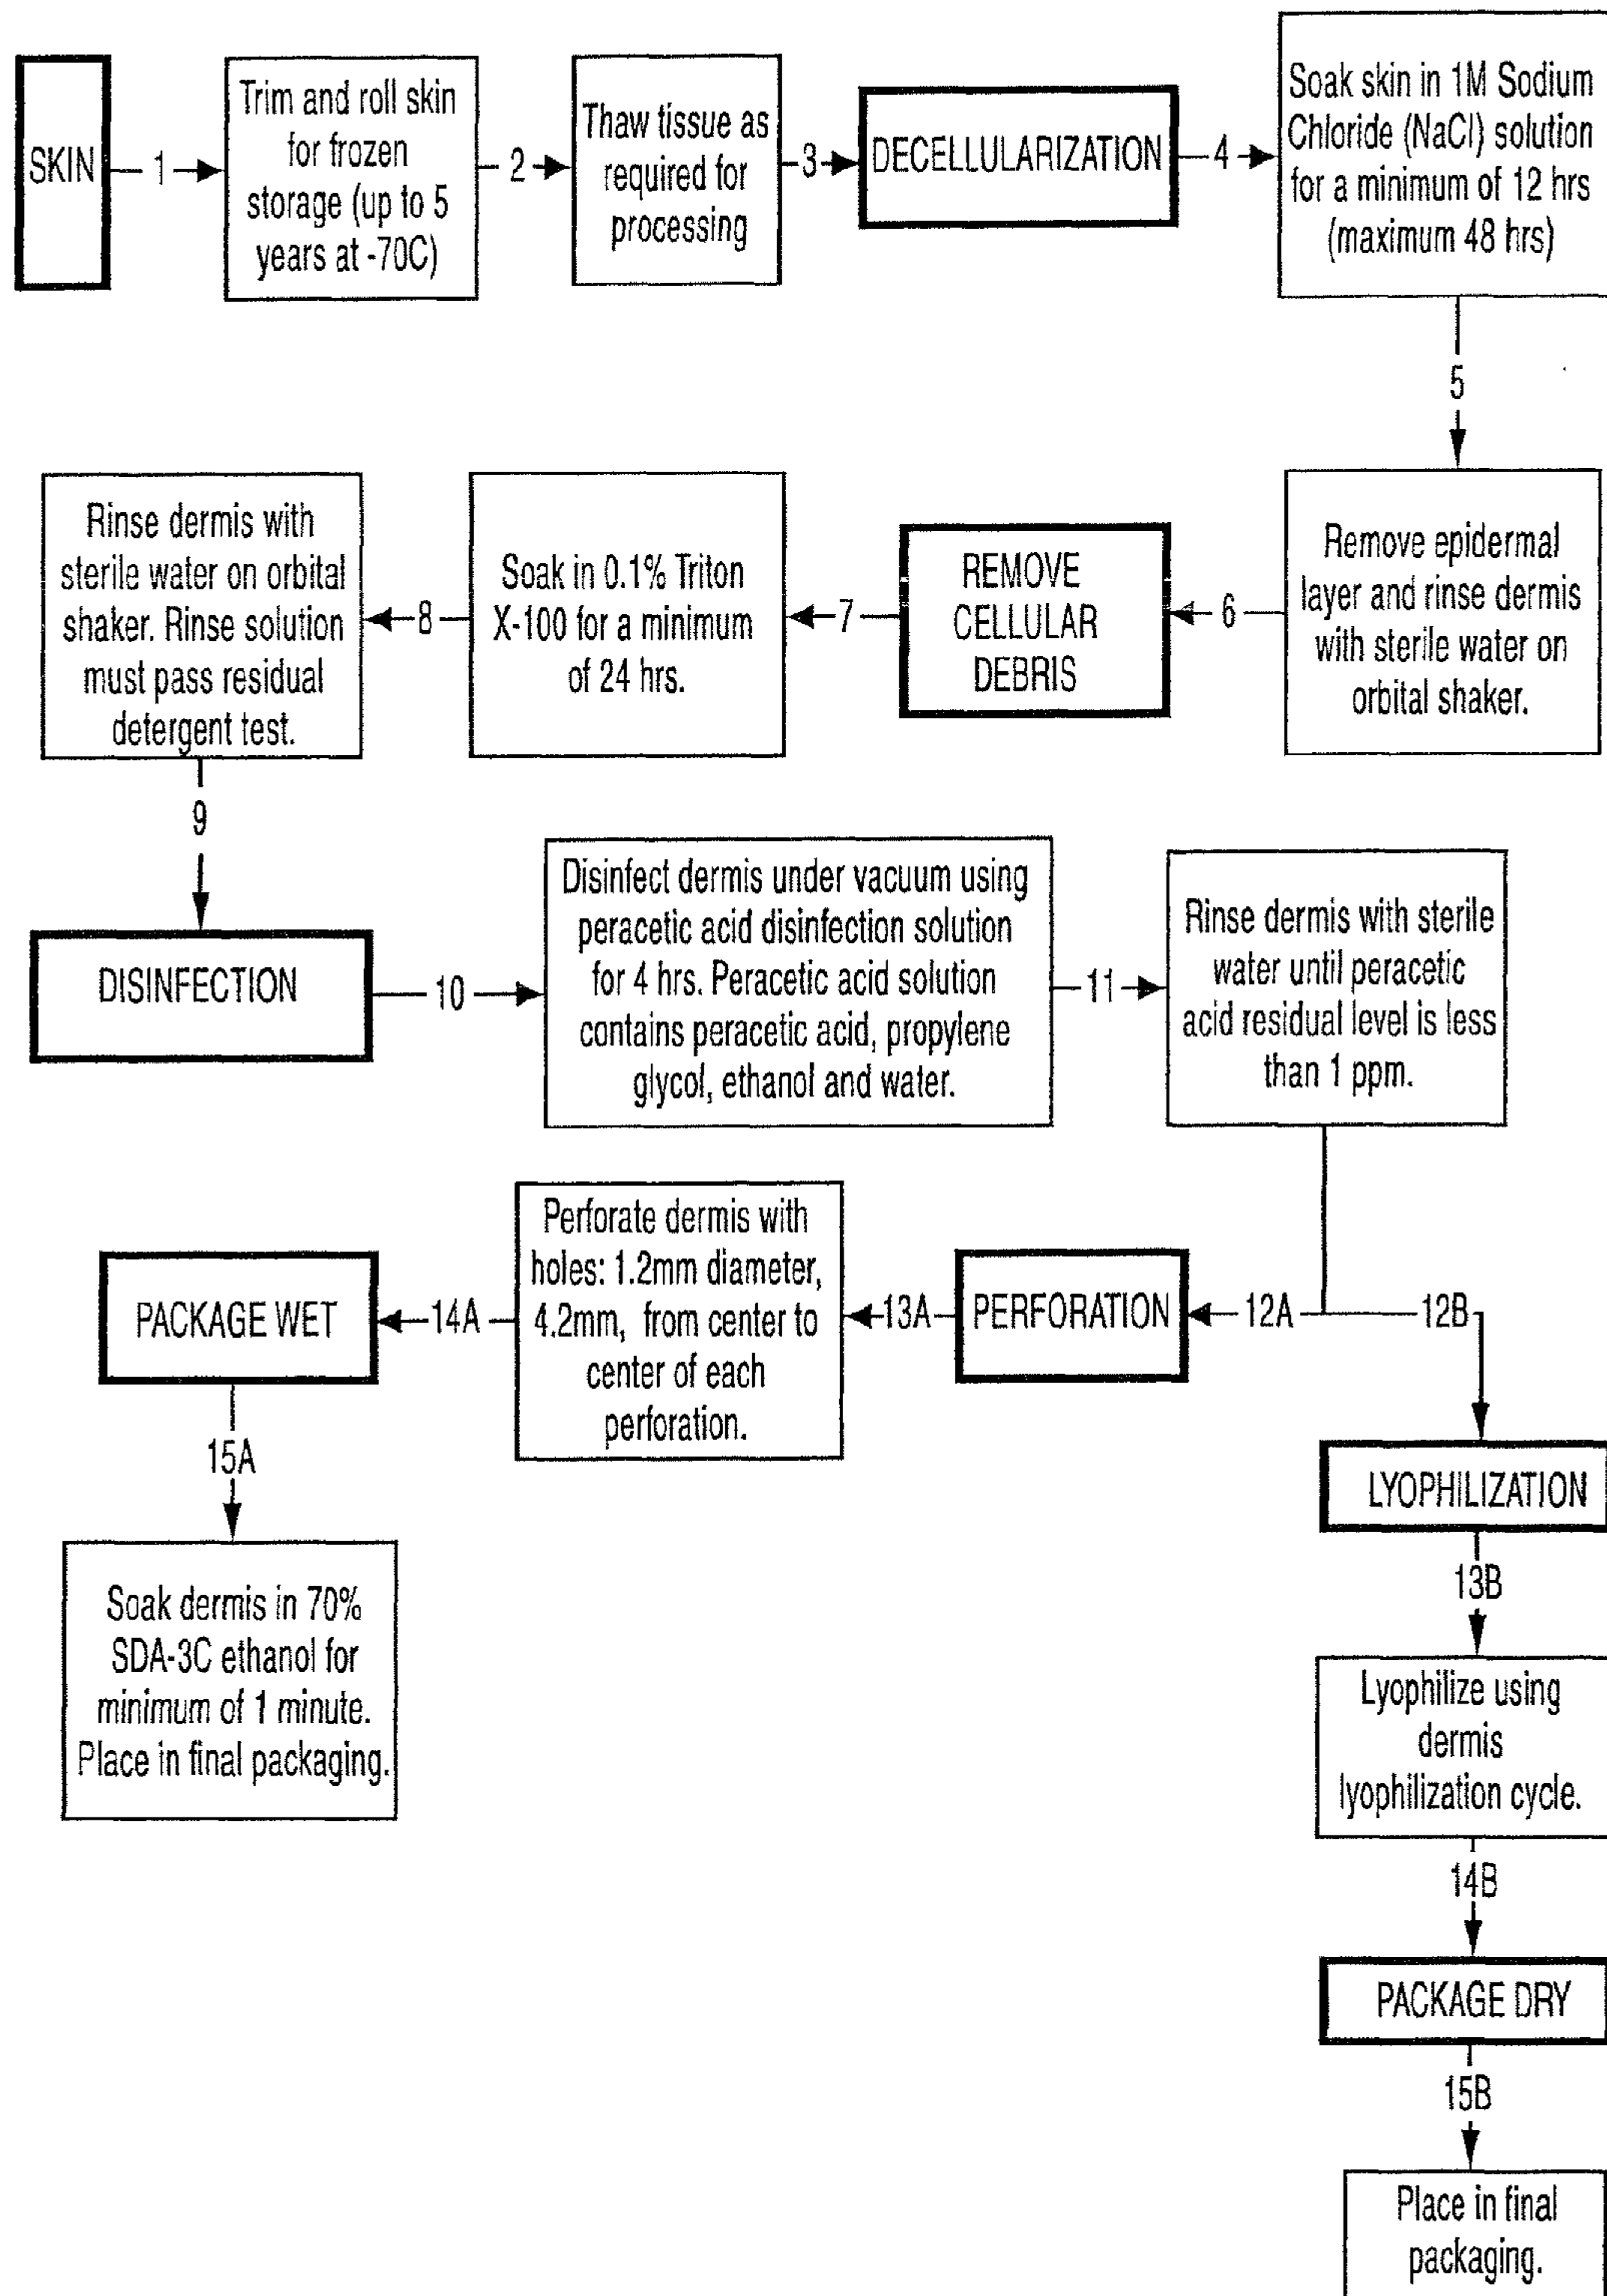 SKIN
1
Trim and roll skin
for frozen
storage (up to 5
years at -70C)
2
Thaw tissue as
required for
processing
3
DECELLULARIZATION
4
Soak skin in 1M Sodium
Chloride (NaCl) solution
for a minimum of 12 hrs
(maximum 48 hrs)
5
Remove epidermal
layer and rinse dermis
with sterile water on
orbital shaker.
6
REMOVE
CELLULAR
DEBRIS
7
Soak in 0.1% Triton
X-100 for a minimum
of 24 hrs.
8
Rinse dermis with
sterile water on orbital
shaker. Rinse solution
must pass residual
detergent test.
9
DISINFECTION
10
Disinfect dermis under vacuum using
peracetic acid disinfection solution
for 4 hrs. Peracetic acid solution
contains peracetic acid, propylene
glycol, ethanol and water.
11
Rinse dermis with sterile
water until peracetic
acid residual level is less
than 1 ppm.
12A
PERFORATION
13A
Perforate dermis with
holes: 1.2mm diameter,
4.2mm, from center to
center of each
perforation.
14A
PACKAGE WET
15A
Soak dermis in 70%
SDA-3C ethanol for
minimum of 1 minute.
Place in final packaging.
12B
LYOPHILIZATION
13B
Lyophilize using
dermis
lyophilization cycle.
14B
PACKAGE DRY
15B
Place in final
packaging.